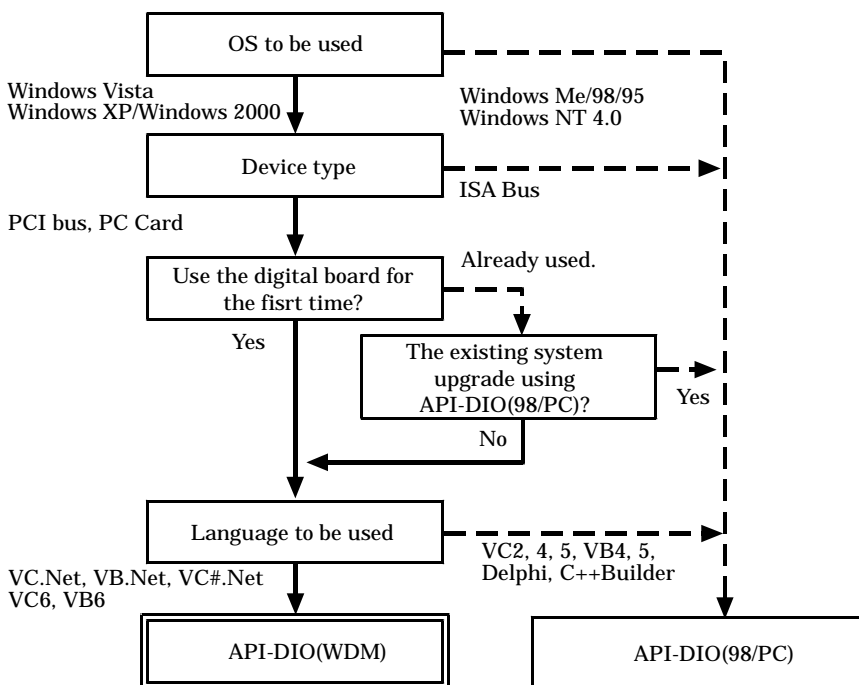 OS to be used
Windows Vista
Windows XP/Windows 2000
Windows Me/98/95
Windows NT 4.0
Device type
ISA Bus
PCI bus, PC Card
Use the digital board for
the fisrt time?
Already used.
Yes
The existing system
upgrade using
API-DIO(98/PC)?
Yes
No
Language to be used
VC2, 4, 5, VB4, 5,
Delphi, C++Builder
VC.Net, VB.Net, VC#.Net
VC6, VB6
API-DIO(WDM)
API-DIO(98/PC)